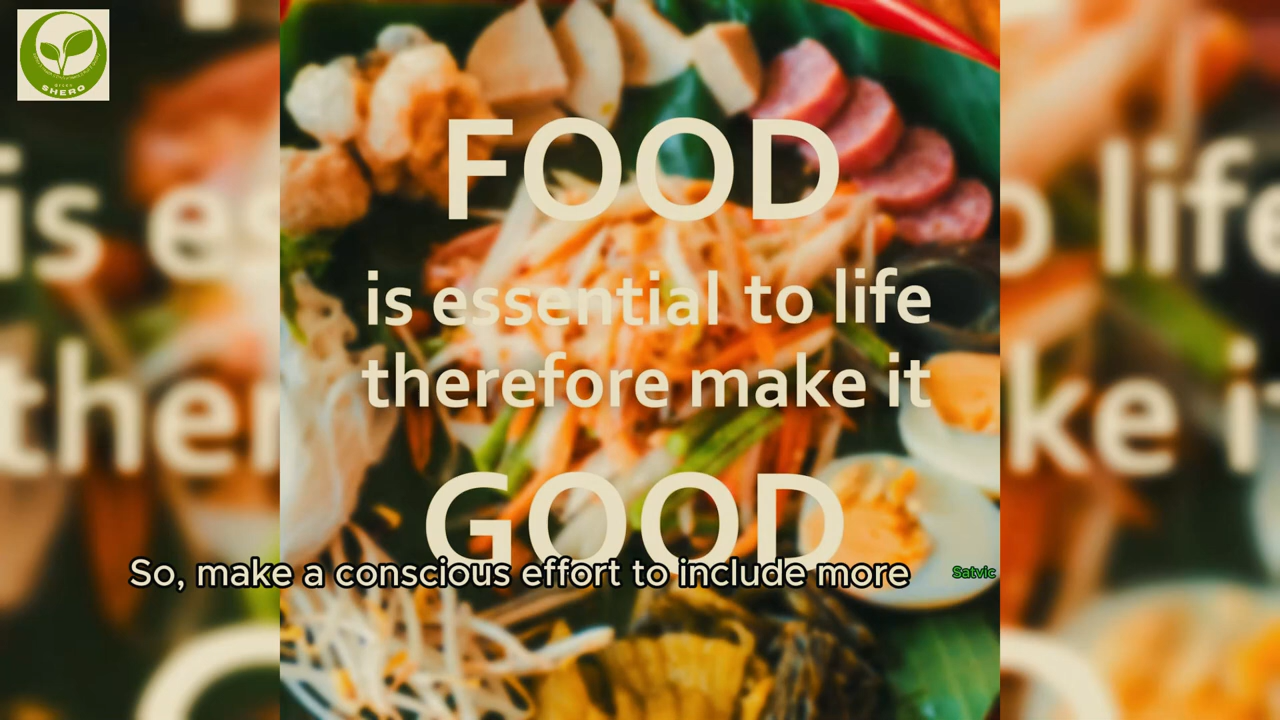 SHERO
FOOD
is essential to life
therefore make it
GOOD
So, make a conscious effort to include more Satvic